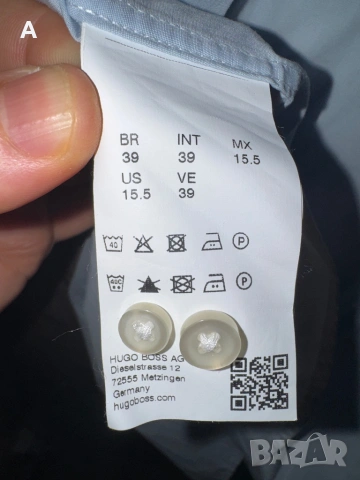 A
BR INT MX
39 39 15.5
US VE
15.5 39
40 P
60C P
HUGO BOSS AG
Dieselstrasse 12
72555 Metzingen
Germany
hugoboss.com
BAZAR